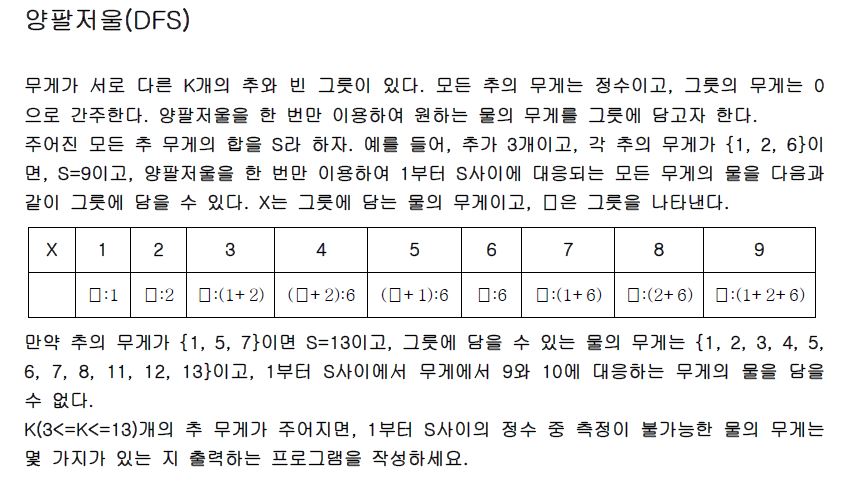 양팔저울(DFS)
무게가 서로 다른 K개의 추와 빈 그릇이 있다. 모든 추의 무게는 정수이고, 그릇의 무게는 0
으로 간주한다. 양팔저울을 한 번만 이용하여 원하는 물의 무게를 그릇에 담고자 한다.
주어진 모든 추 무게의 합을 S라 하자. 예를 들어, 추가 3개이고, 각 추의 무게가 {1, 2, 6}이
면, S=9이고, 양팔저울을 한 번만 이용하여 1부터 S사이에 대응되는 모든 무게의 물을 다음과
같이 그릇에 담을 수 있다. X는 그릇에 담는 물의 무게이고, □은 그릇을 나타낸다.
X 1 2 3 4 5 6 7 8 9
□:1 □:2 □:(1+2) (□+2):6 (□+1):6 □:6 □:(1+6) □:(2+6) □:(1+2+6)
만약 추의 무게가 {1, 5, 7}이면 S=13이고, 그릇에 담을 수 있는 물의 무게는 {1, 2, 3, 4, 5,
6, 7, 8, 11, 12, 13}이고, 1부터 S사이에서 무게에서 9와 10에 대응하는 무게의 물을 담을
수 없다.
K(3<=K<=13)개의 추 무게가 주어지면, 1부터 S사이의 정수 중 측정이 불가능한 물의 무게는
몇 가지가 있는 지 출력하는 프로그램을 작성하세요.